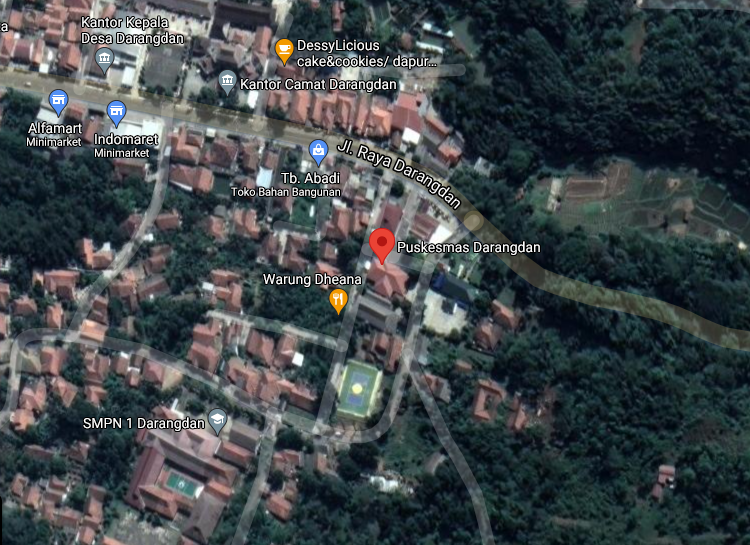 a
Kantor Kepala
Desa Darangdan
DessyLicious
cake&cookies/ dapur...
Kantor Camat Darangdan
Alfamart
Minimarket
Indomaret
Minimarket
Jl. Raya Darangdan
Tb. Abadi
Toko Bahan Bangunan
Puskesmas Darangdan
Warung Dheana
SMPN 1 Darangdan